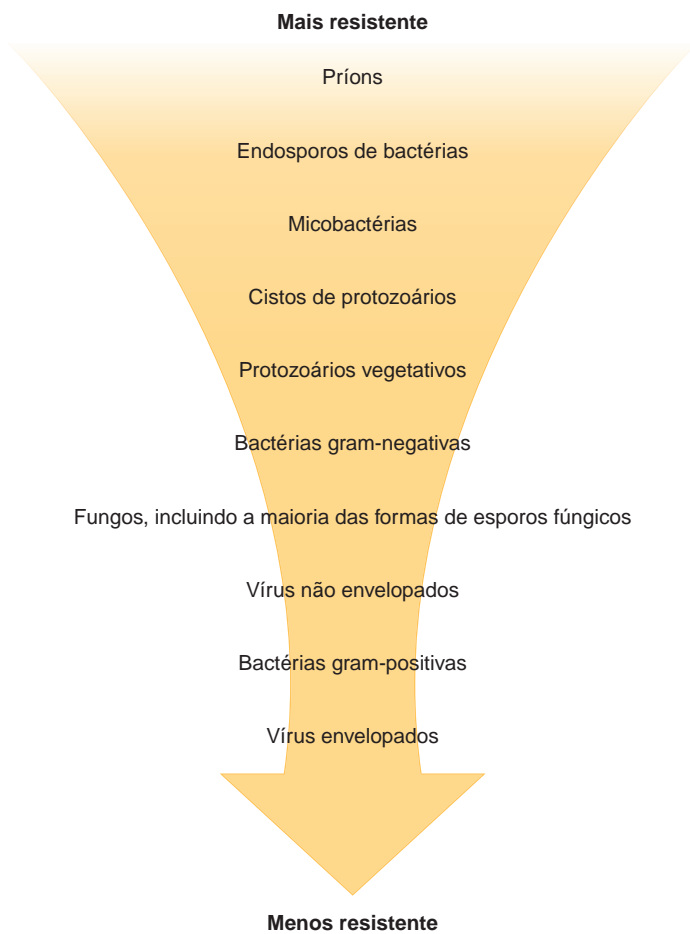 Mais resistente
Príons
Endosporos de bactérias
Micobactérias
Cistos de protozoários
Protozoários vegetativos
Bactérias gram-negativas
Fungos, incluindo a maioria das formas de esporos fúngicos
Vírus não envelopados
Bactérias gram-positivas
Vírus envelopados
Menos resistente